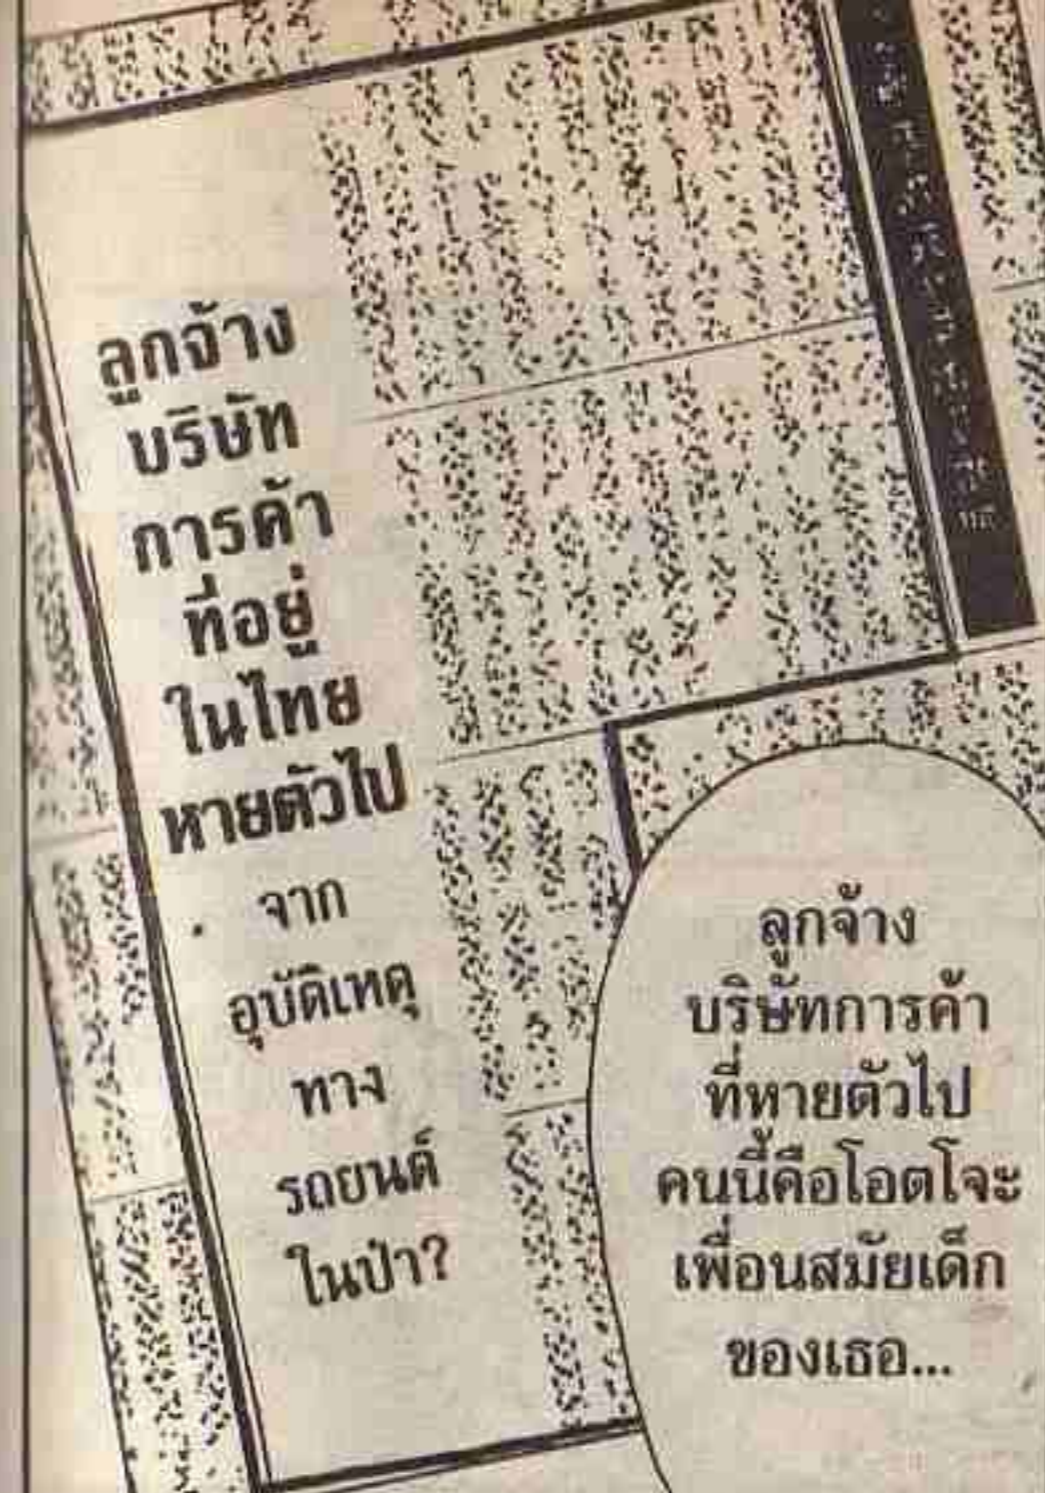 ลูกจ้าง
บริษัท
การค้า
ที่อยู่
ในไทย
หายตัวไป
จาก
อุบัติเหตุ
ทาง
รถยนต์
ในป่า?
ลูกจ้าง
บริษัทการค้า
ที่หายตัวไป
คนนี้คือโอตโจะ
เพื่อนสมัยเด็ก
ของเธอ...